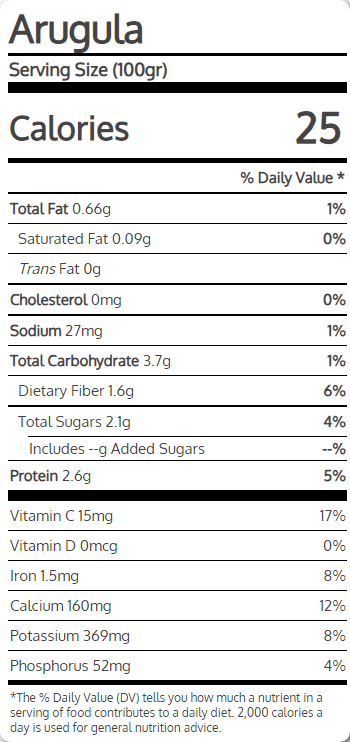 Arugula
Serving Size (100gr)
Calories 25
% Daily Value *
Total Fat 0.66g 1%
Saturated Fat 0.09g 0%
Trans Fat 0g
Cholesterol 0mg 0%
Sodium 27mg 1%
Total Carbohydrate 3.7g 1%
Dietary Fiber 1.6g 6%
Total Sugars 2.1g 4%
Includes --g Added Sugars --%
Protein 2.6g 5%
Vitamin C 15mg 17%
Vitamin D 0mcg 0%
Iron 1.5mg 8%
Calcium 160mg 12%
Potassium 369mg 8%
Phosphorus 52mg 4%
*The % Daily Value (DV) tells you how much a nutrient in a
serving of food contributes to a daily diet. 2,000 calories a
day is used for general nutrition advice.